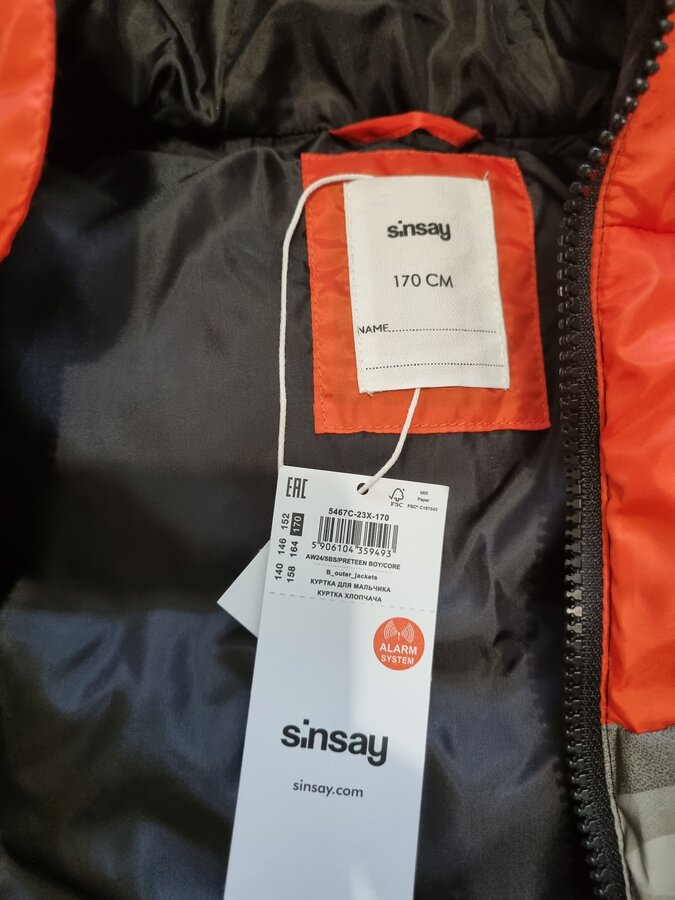 sinsay
170 CM
NAME
EAC
FSC
MIX
Paper
FSC® C187842
5467C-23X-170
140 146 152
158 164 170
5 906104 359493
AW24/SBS/PRETEEN BOY/CORE
B_outer_jackets
КУРТКА ДЛЯ МАЛЬЧИКА
КУРТКА ХЛОПЧАЧА
ALARM
SYSTEM
sinsay
sinsay.com